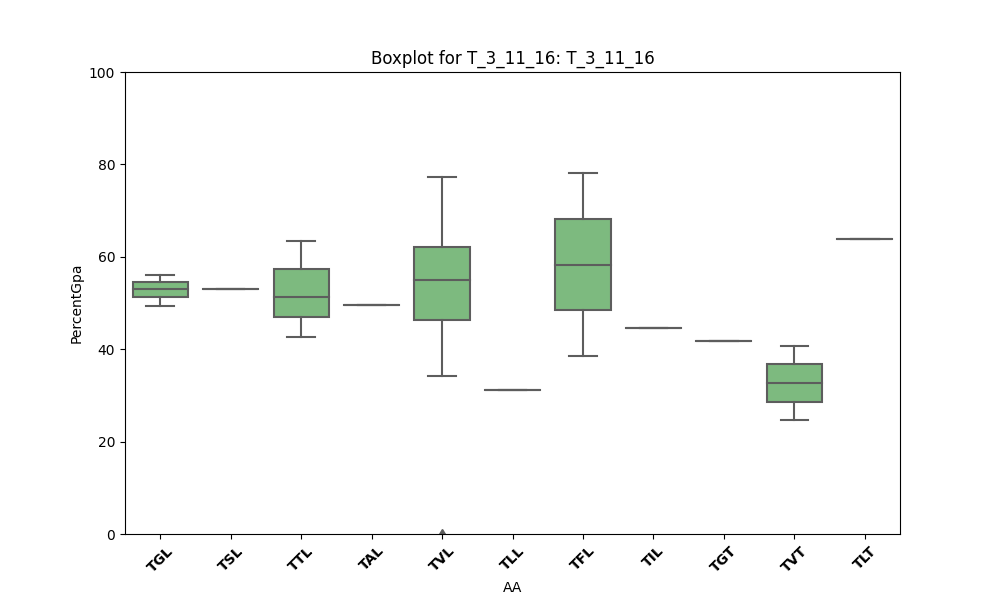 Boxplot for T_3_11_16: T_3_11_16
100
80
60
40
20
0
PercentGpa
TGL TSL TTL TAL TVL TLL TFL TIL TGT TVT TLT
AA